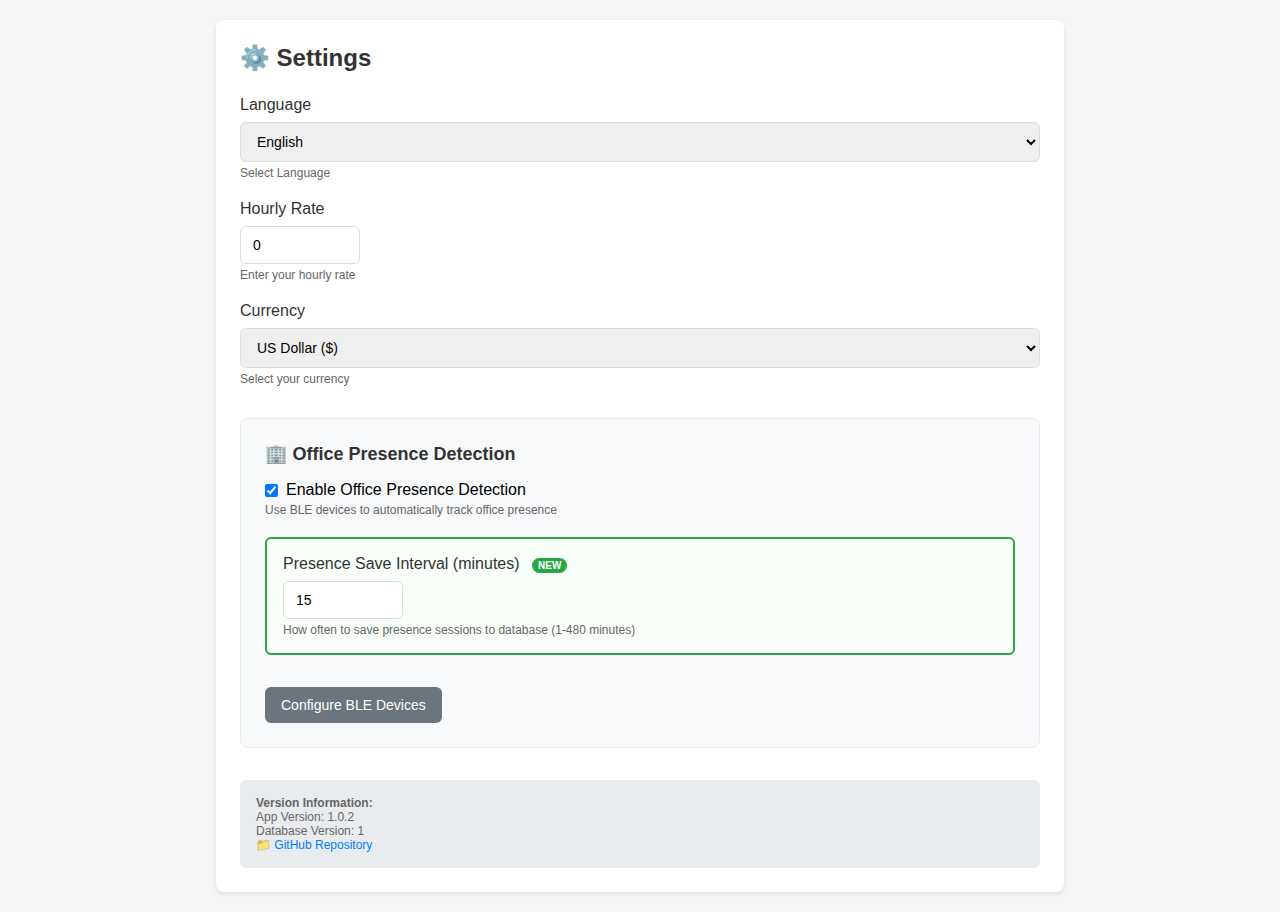 ⚙️ Settings
Language
English
Select Language
Hourly Rate
0
Enter your hourly rate
Currency
US Dollar ($)
Select your currency
🏢 Office Presence Detection
Enable Office Presence Detection
Use BLE devices to automatically track office presence
Presence Save Interval (minutes) NEW
15
How often to save presence sessions to database (1-480 minutes)
Configure BLE Devices
Version Information:
App Version: 1.0.2
Database Version: 1
📁 GitHub Repository